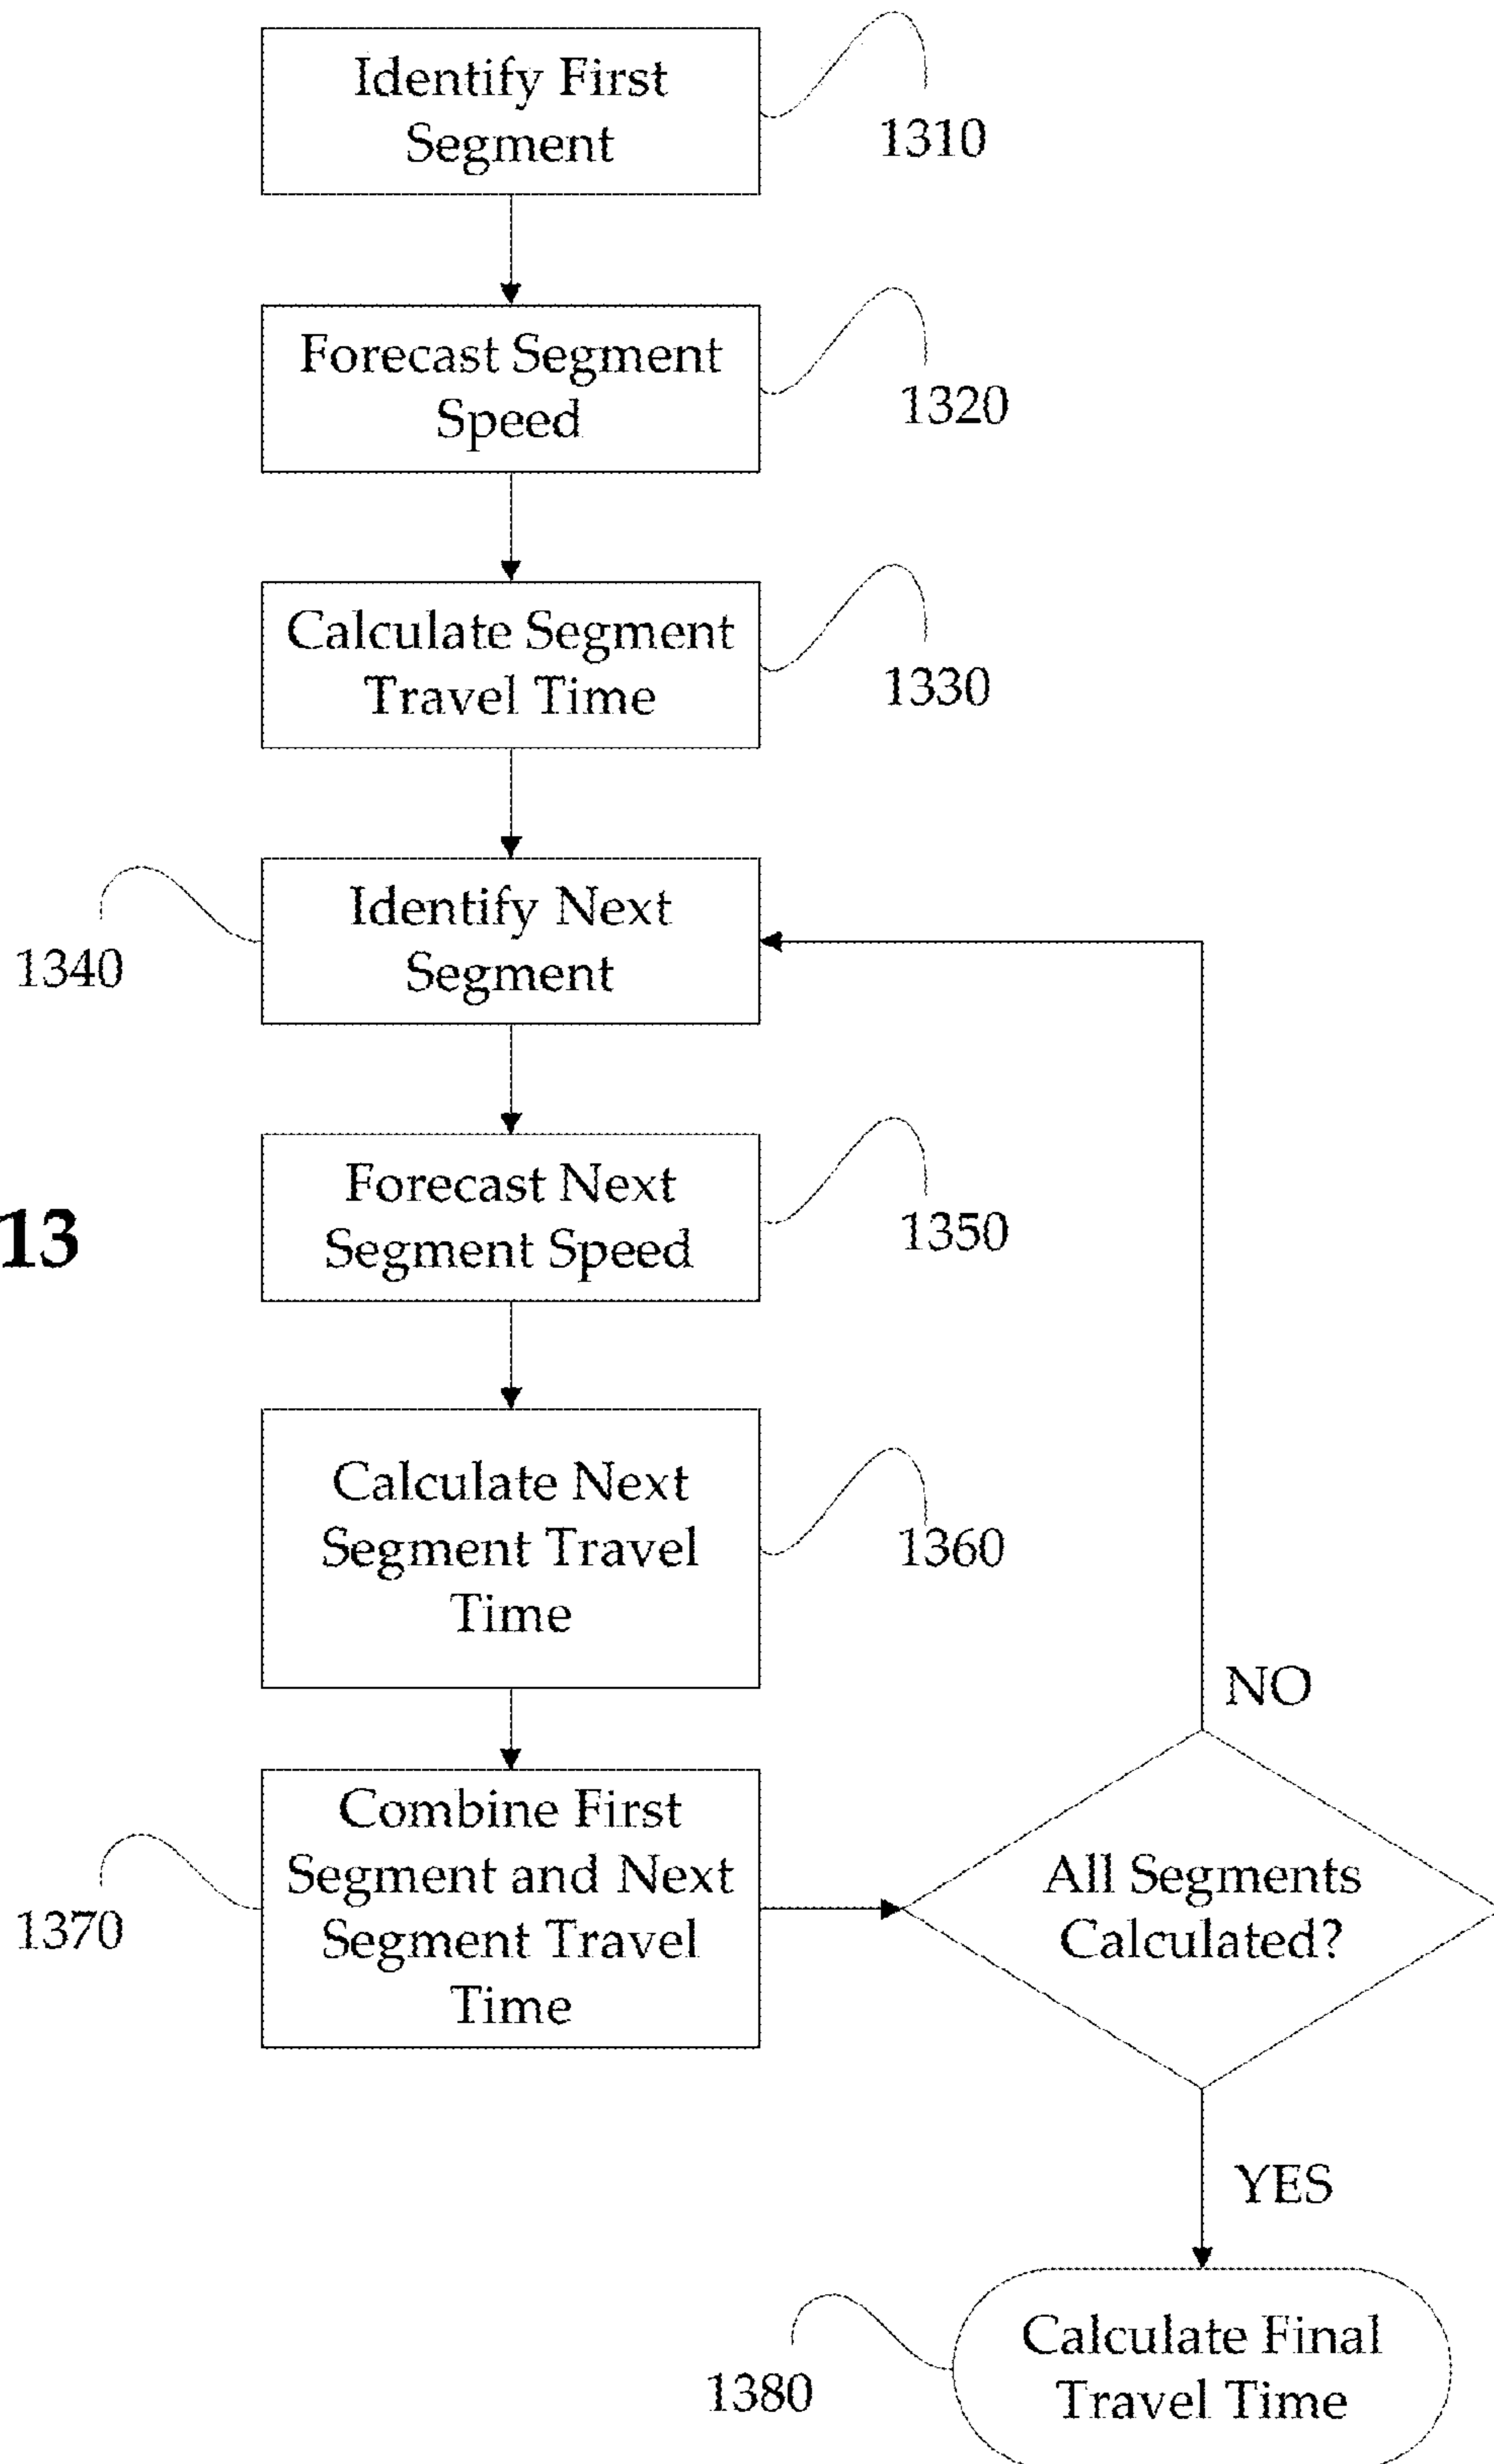 Identify First
Segment
1310
Forecast Segment
Speed
1320
Calculate Segment
Travel Time
1330
Identify Next
Segment
1340
Forecast Next
Segment Speed
1350
13
Calculate Next
Segment Travel
Time
1360
Combine First
Segment and Next
Segment Travel
Time
1370
NO
All Segments
Calculated?
YES
Calculate Final
Travel Time
1380